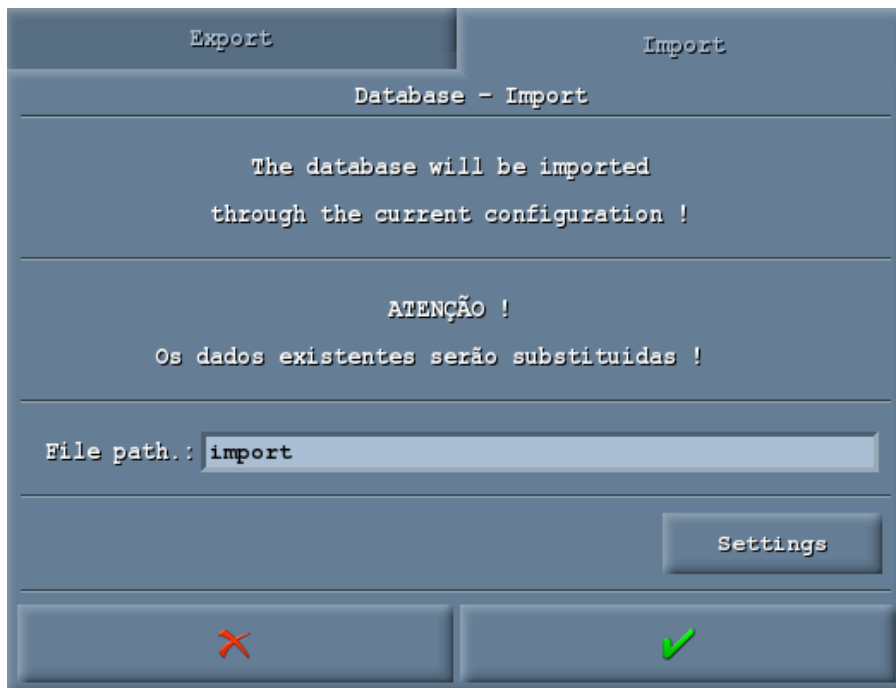 Export
Import
Database - Import
The database will be imported
through the current configuration !
ATENÇÃO !
Os dados existentes serão substituidas !
File path.: import
Settings